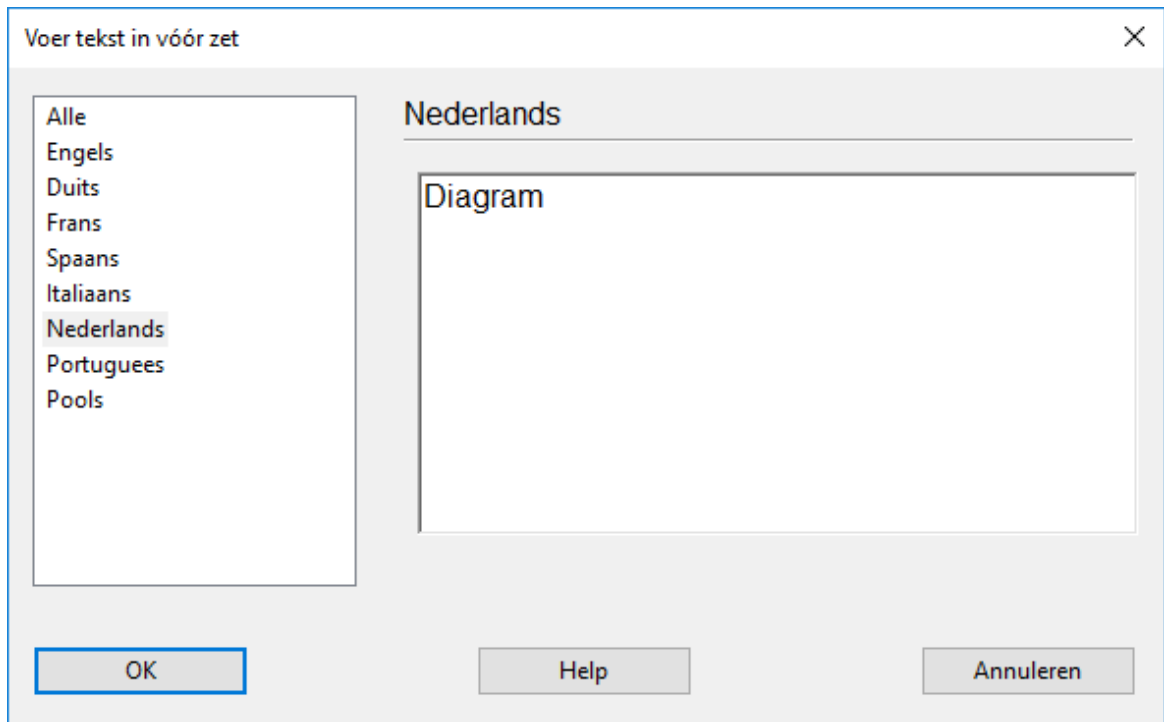 Voer tekst in vóór zet
Alle
Engels
Duits
Frans
Spaans
Italiaans
Nederlands
Portuguees
Pools
Nederlands
Diagram
OK
Help
Annuleren